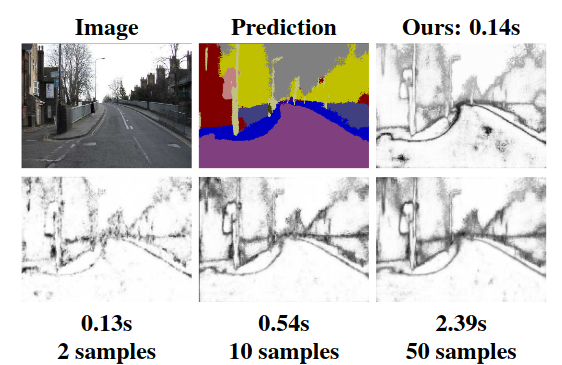 Image
Prediction
Ours: 0.14s
0.13s
2 samples
0.54s
10 samples
2.39s
50 samples